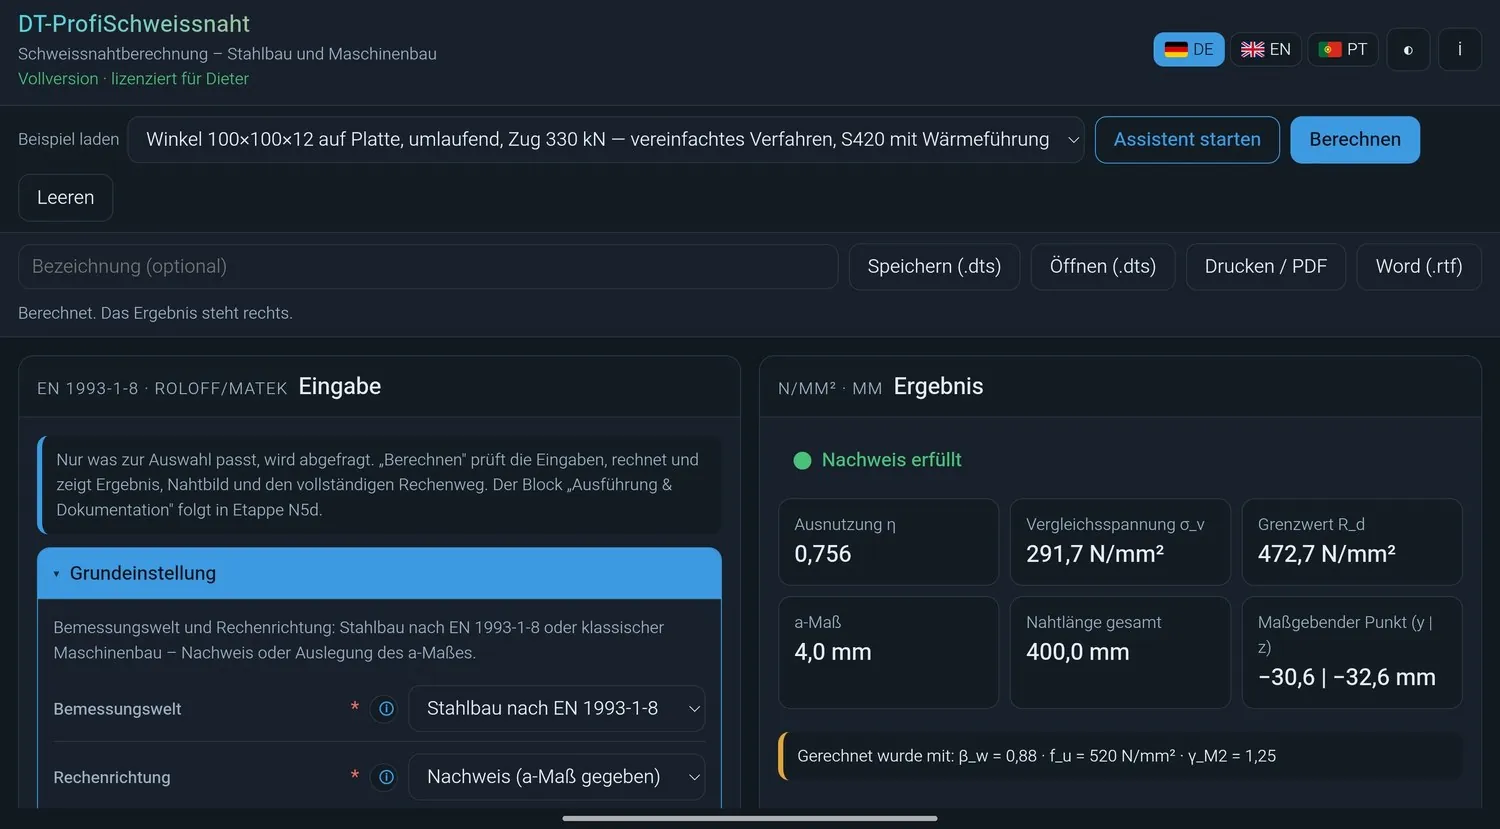 DT-ProfiSchweissnaht
Schweissnahtberechnung – Stahlbau und Maschinenbau
Vollversion · lizenziert für Dieter
DE
EN
PT
i
Beispiel laden
Winkel 100×100×12 auf Platte, umlaufend, Zug 330 kN — vereinfachtes Verfahren, S420 mit Wärmeführung
Assistent starten
Berechnen
Leeren
Bezeichnung (optional)
Speichern (.dts)
Öffnen (.dts)
Drucken / PDF
Word (.rtf)
Berechnet. Das Ergebnis steht rechts.
EN 1993-1-8 · ROLOFF/MATEK Eingabe
Nur was zur Auswahl passt, wird abgefragt. „Berechnen" prüft die Eingaben, rechnet und
zeigt Ergebnis, Nahtbild und den vollständigen Rechenweg. Der Block „Ausführung &
Dokumentation" folgt in Etappe N5d.
Grundeinstellung
Bemessungswelt und Rechenrichtung: Stahlbau nach EN 1993-1-8 oder klassischer
Maschinenbau – Nachweis oder Auslegung des a-Maßes.
Bemessungswelt * Stahlbau nach EN 1993-1-8
Rechenrichtung * Nachweis (a-Maß gegeben)
N/MM² · MM Ergebnis
Nachweis erfüllt
Ausnutzung η
0,756
Vergleichsspannung σ_v
291,7 N/mm²
Grenzwert R_d
472,7 N/mm²
a-Maß
4,0 mm
Nahtlänge gesamt
400,0 mm
Maßgebender Punkt (y |
z)
−30,6 | −32,6 mm
Gerechnet wurde mit: β_w = 0,88 · f_u = 520 N/mm² · γ_M2 = 1,25